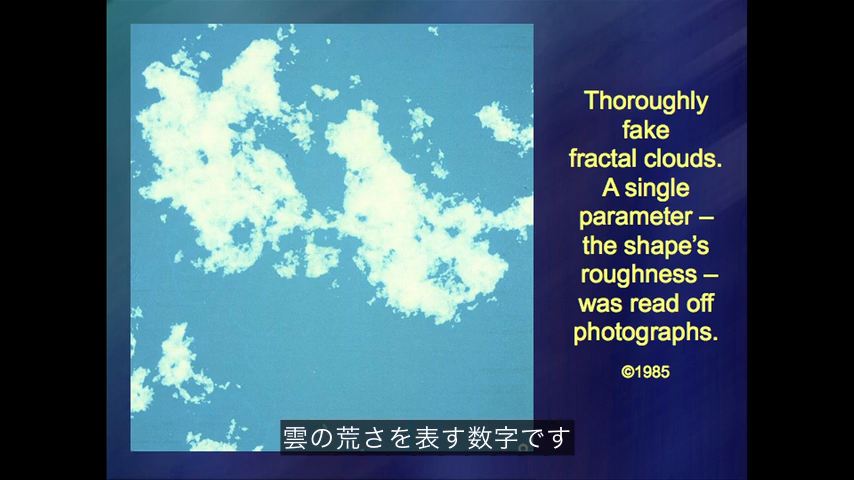 Thoroughly
fake
fractal clouds.
A single
parameter –
the shape's
roughness –
was read off
photographs.
©1985
雲の荒さを表す数字です